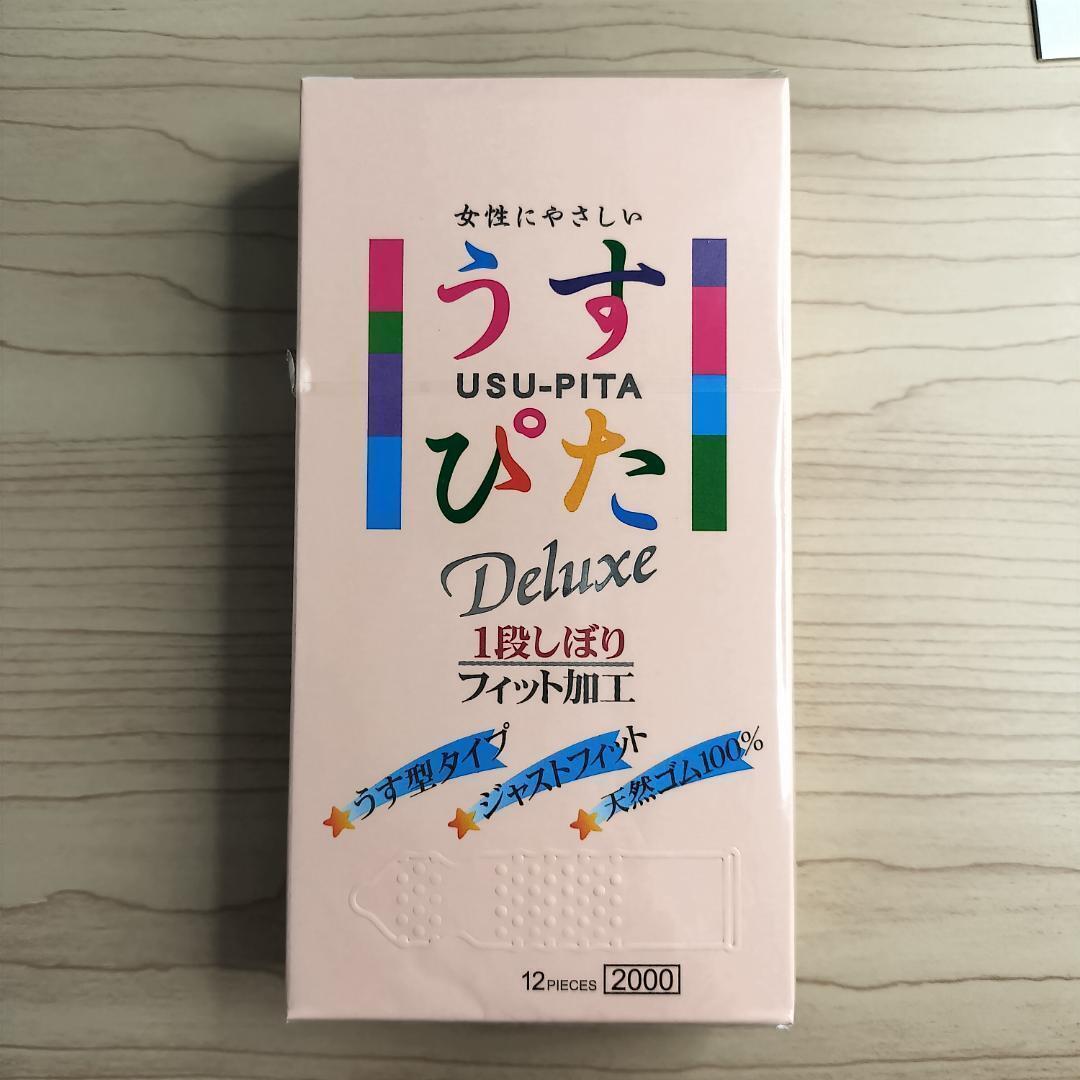 女性にやさしい
うす
USU-PITA
ぴた
Deluxe
1段しぼり
フィット加工
うす型タイプ
ジャストフィット
天然ゴム100%
12 PIECES 2000